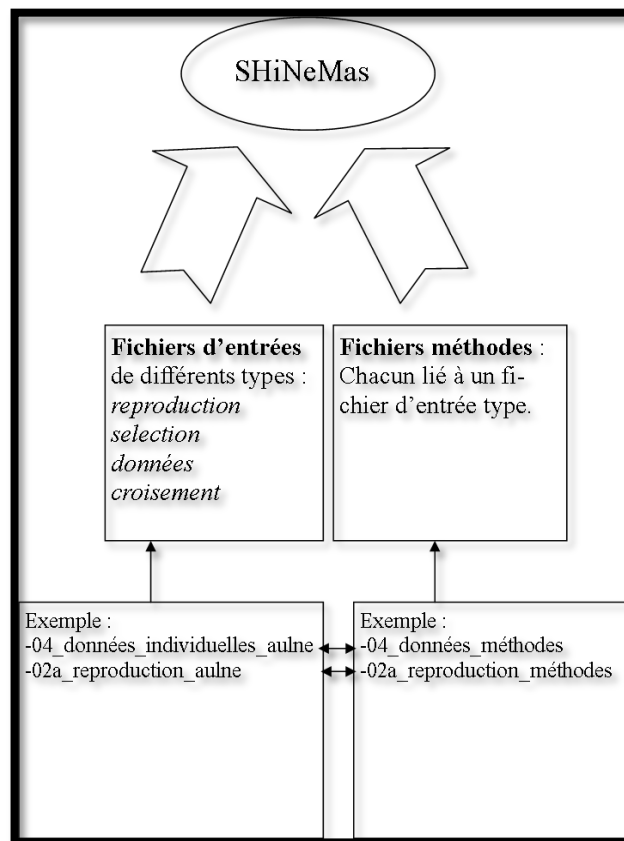 SHiNeMas
Fichiers d’entrées
de différents types :
reproduction
selection
données
croisement
Fichiers méthodes :
Chacun lié à un fi-
chier d’entrée type.
Exemple :
-04_données_individuelles_aulne
-02a_reproduction_aulne
Exemple :
-04_données_méthodes
-02a_reproduction_méthodes